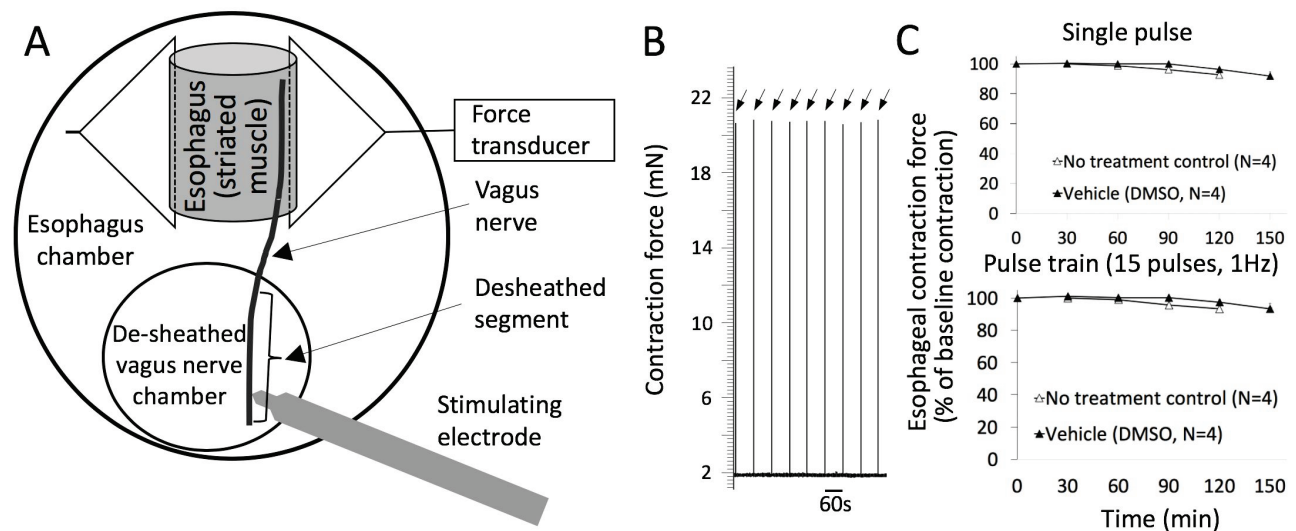 A
Esophagus
(striated
muscle)
Force
transducer
Vagus
nerve
Esophagus
chamber
Desheathed
segment
De-sheathed
vagus nerve
chamber
Stimulating
electrode
B
Contraction force (mN)
22
18
14
10
6
2
60s
C
Single pulse
Esophageal contraction force
(% of baseline contraction)
100
80
60
40
20
0
No treatment control (N=4)
Vehicle (DMSO, N=4)
0 30 60 90 120 150
Pulse train (15 pulses, 1Hz)
100
80
60
40
20
0
No treatment control (N=4)
Vehicle (DMSO, N=4)
0 30 60 90 120 150
Time (min)